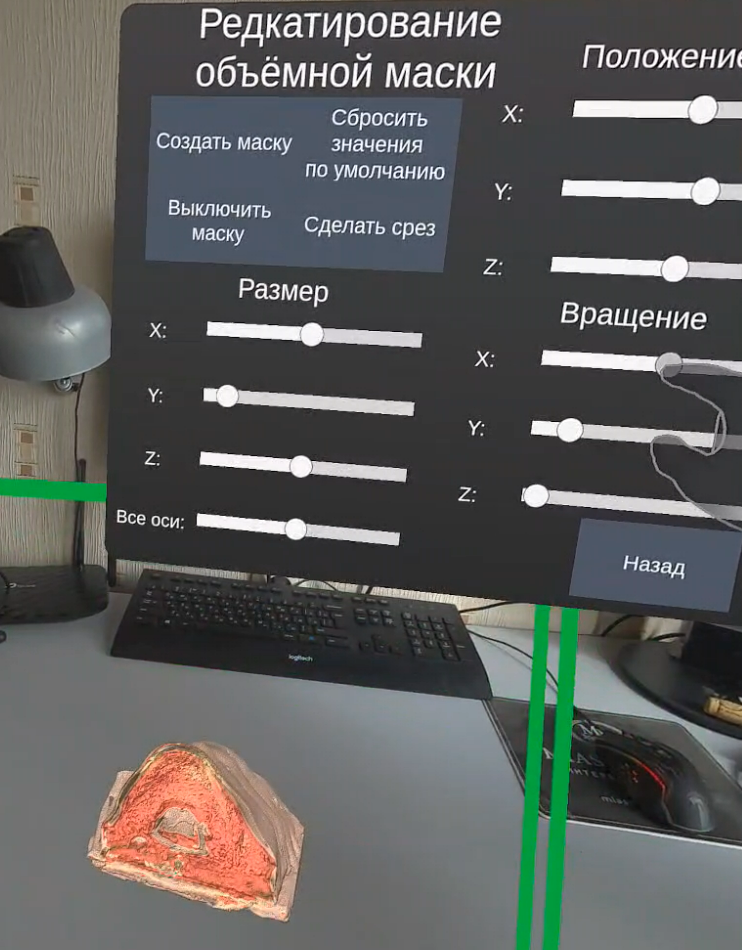 Редкатирование
объёмной маски
Создать маску
Сбросить
значения
по умолчанию
Выключить
маску
Сделать срез
Размер
X:
Y:
Z:
Все оси:
Положение
X:
Y:
Z:
Вращение
X:
Y:
Z:
Назад
logitech